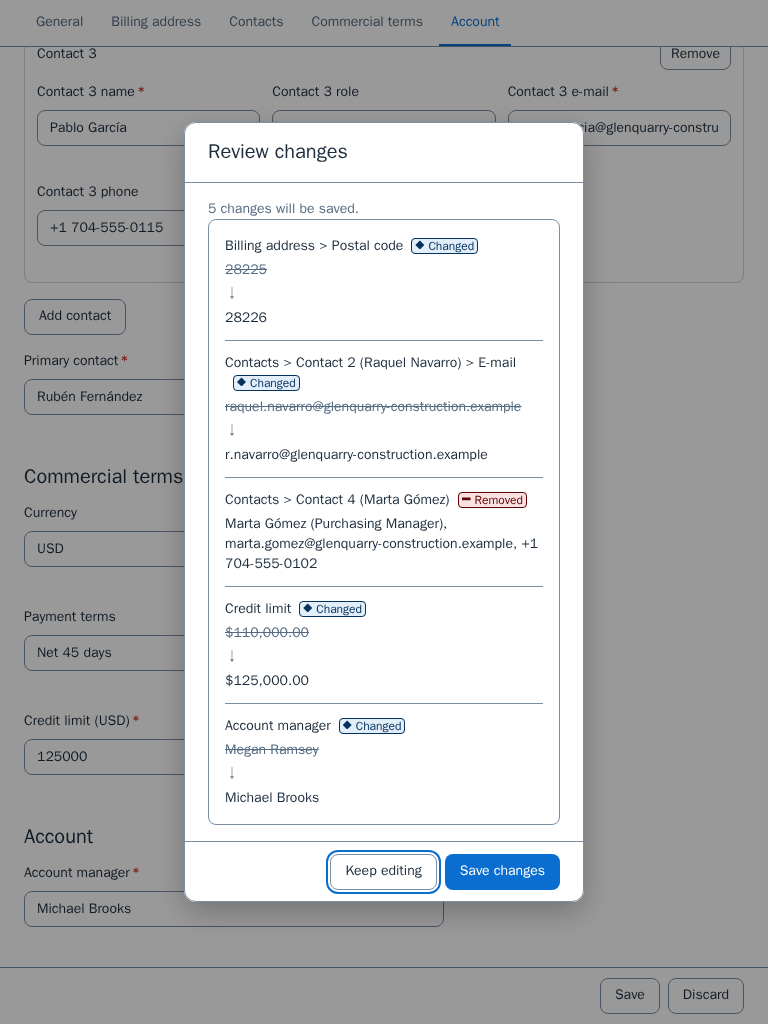 General Billing address Contacts Commercial terms Account
Contact 3 Remove
Contact 3 name * Contact 3 role Contact 3 e-mail *
Pablo García
Contact 3 phone
+1 704-555-0115
Add contact
Primary contact *
Rubén Fernández
Commercial terms
Currency
USD
Payment terms
Net 45 days
Credit limit (USD) *
125000
Account
Account manager *
Michael Brooks
Save Discard
Review changes
5 changes will be saved.
Billing address > Postal code Changed
28225
↓
28226
Contacts > Contact 2 (Raquel Navarro) > E-mail
Changed
raquel.navarro@glenquarry-construction.example
↓
r.navarro@glenquarry-construction.example
Contacts > Contact 4 (Marta Gómez) Removed
Marta Gómez (Purchasing Manager),
marta.gomez@glenquarry-construction.example, +1
704-555-0102
Credit limit Changed
$110,000.00
↓
$125,000.00
Account manager Changed
Megan Ramsey
↓
Michael Brooks
Keep editing Save changes